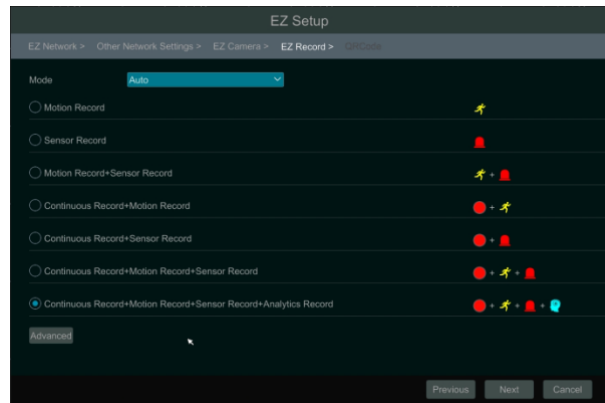 EZ Setup
EZ Network > Other Network Settings > EZ Camera > EZ Record > QRCode
Mode Auto
Motion Record
Sensor Record
Motion Record+Sensor Record
Continuous Record+Motion Record
Continuous Record+Sensor Record
Continuous Record+Motion Record+Sensor Record
Continuous Record+Motion Record+Sensor Record+Analytics Record
Advanced
Previous Next Cancel